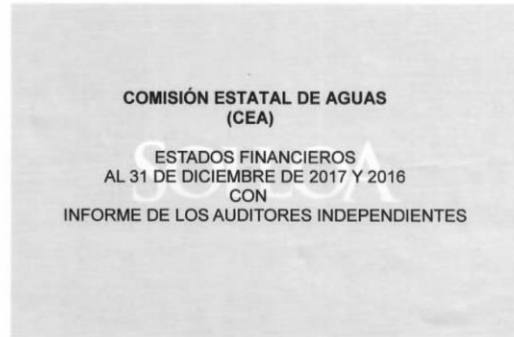 COMISIÓN ESTATAL DE AGUAS
(CEA)
ESTADOS FINANCIEROS
AL 31 DE DICIEMBRE DE 2017 Y 2016
CON
INFORME DE LOS AUDITORES INDEPENDIENTES